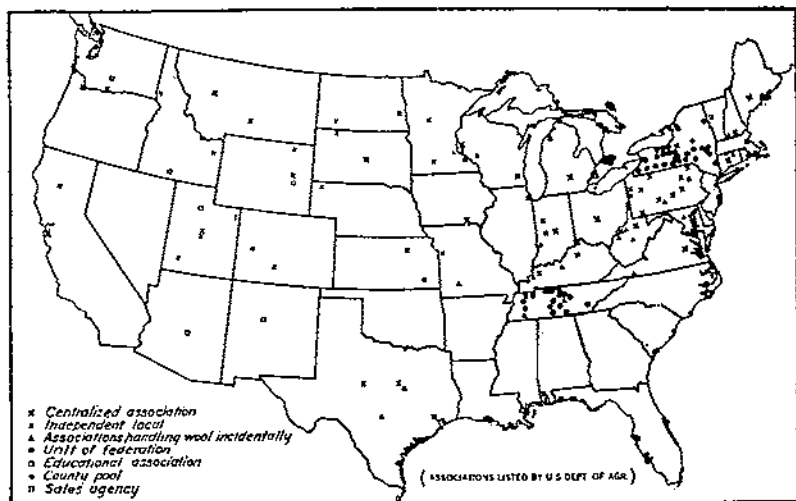 Centralized association
Independent local
Associations handling wool incidentally
Unit of federation
Educational association
County pool
Sales agency
(ASSOCIATIONS LISTED BY U.S. DEPT. OF AGR.)